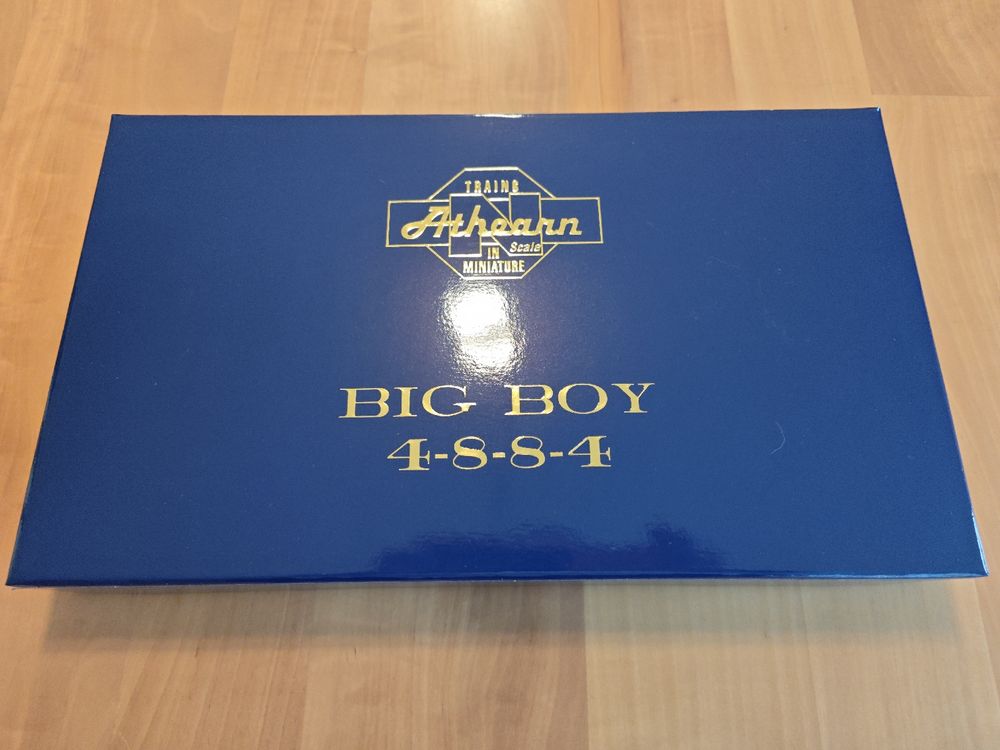 TRAINS
Athearn
N Scale
IN
MINIATURE
BIG BOY
4-8-8-4